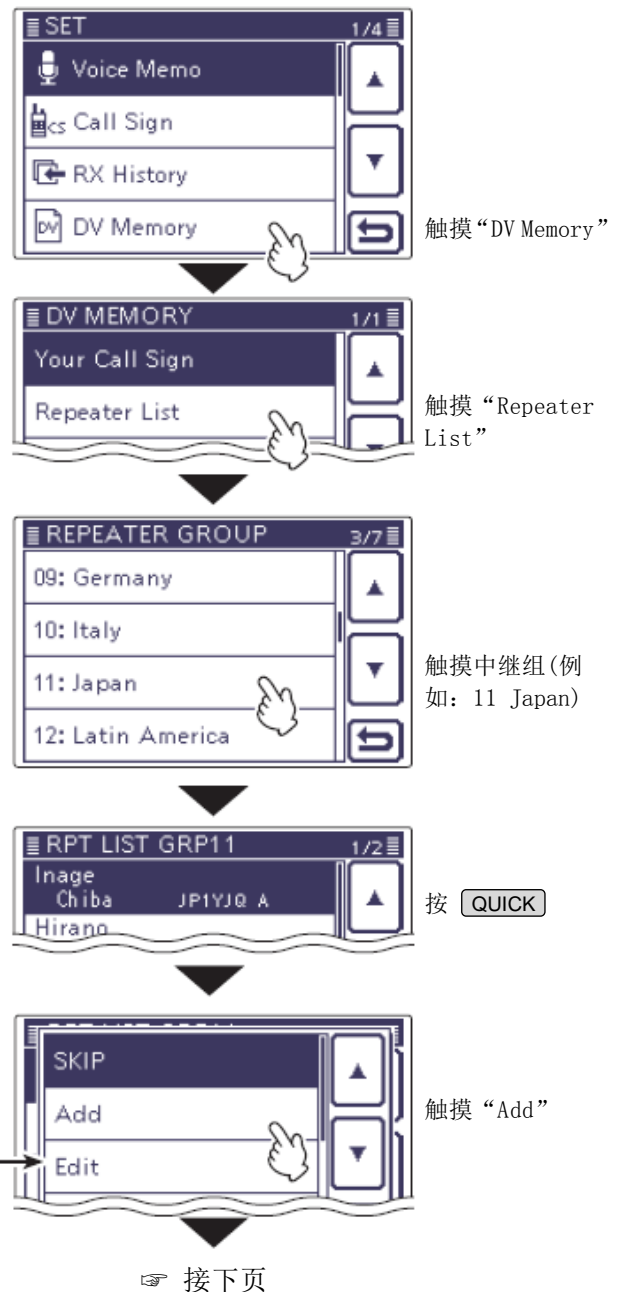 SET 1/4
Voice Memo
CS Call Sign
RX History
DV DV Memory
触摸“DV Memory”
DV MEMORY 1/1
Your Call Sign
Repeater List
触摸“Repeater
List”
REPEATER GROUP 3/7
09: Germany
10: Italy
11: Japan
12: Latin America
触摸中继组(例
如: 11 Japan)
RPT LIST GRP11 1/2
Inage
Chiba JP1YJQ A
Hirano
按 QUICK
SKIP
Add
Edit
触摸“Add”
☞ 接下页